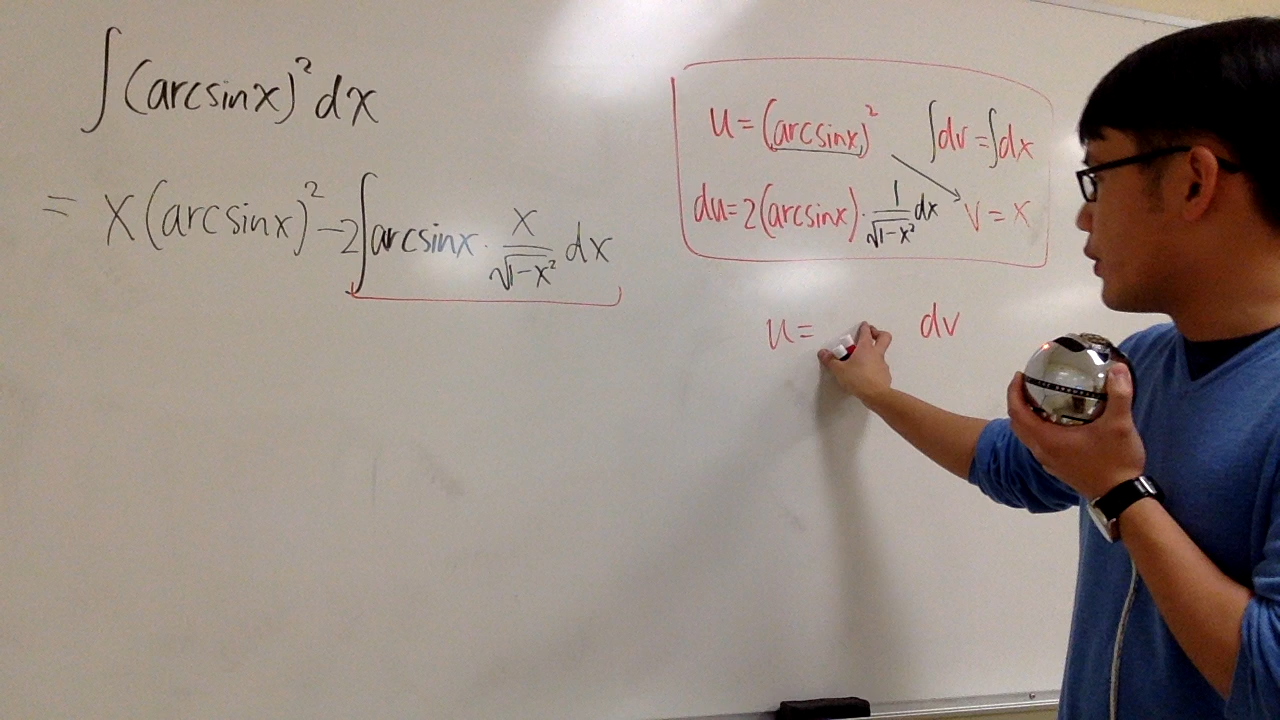 ∫(arcsinx)² dx
= x(arcsinx)² -2∫arcsinx · x/√(1-x²) dx
u = (arcsinx)² ∫dv = ∫dx
du = 2(arcsinx) · 1/√(1-x²) dx v = x
u = dv